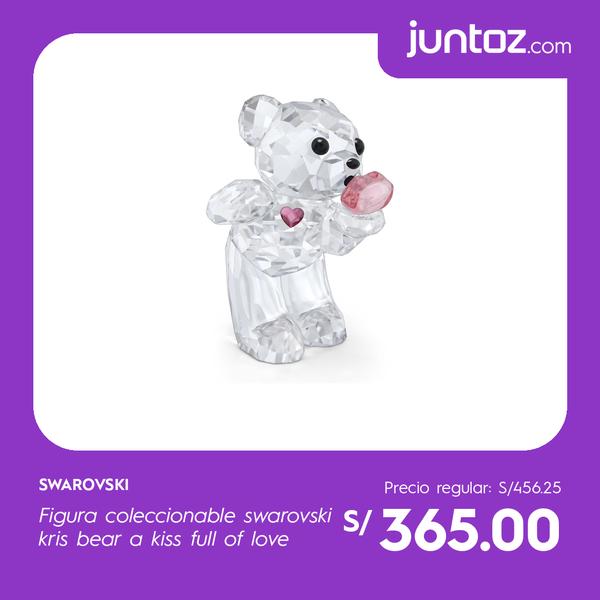 juntoz.com
SWAROVSKI
Figura coleccionable swarovski
kris bear a kiss full of love
Precio regular: S/456.25
S/365.00